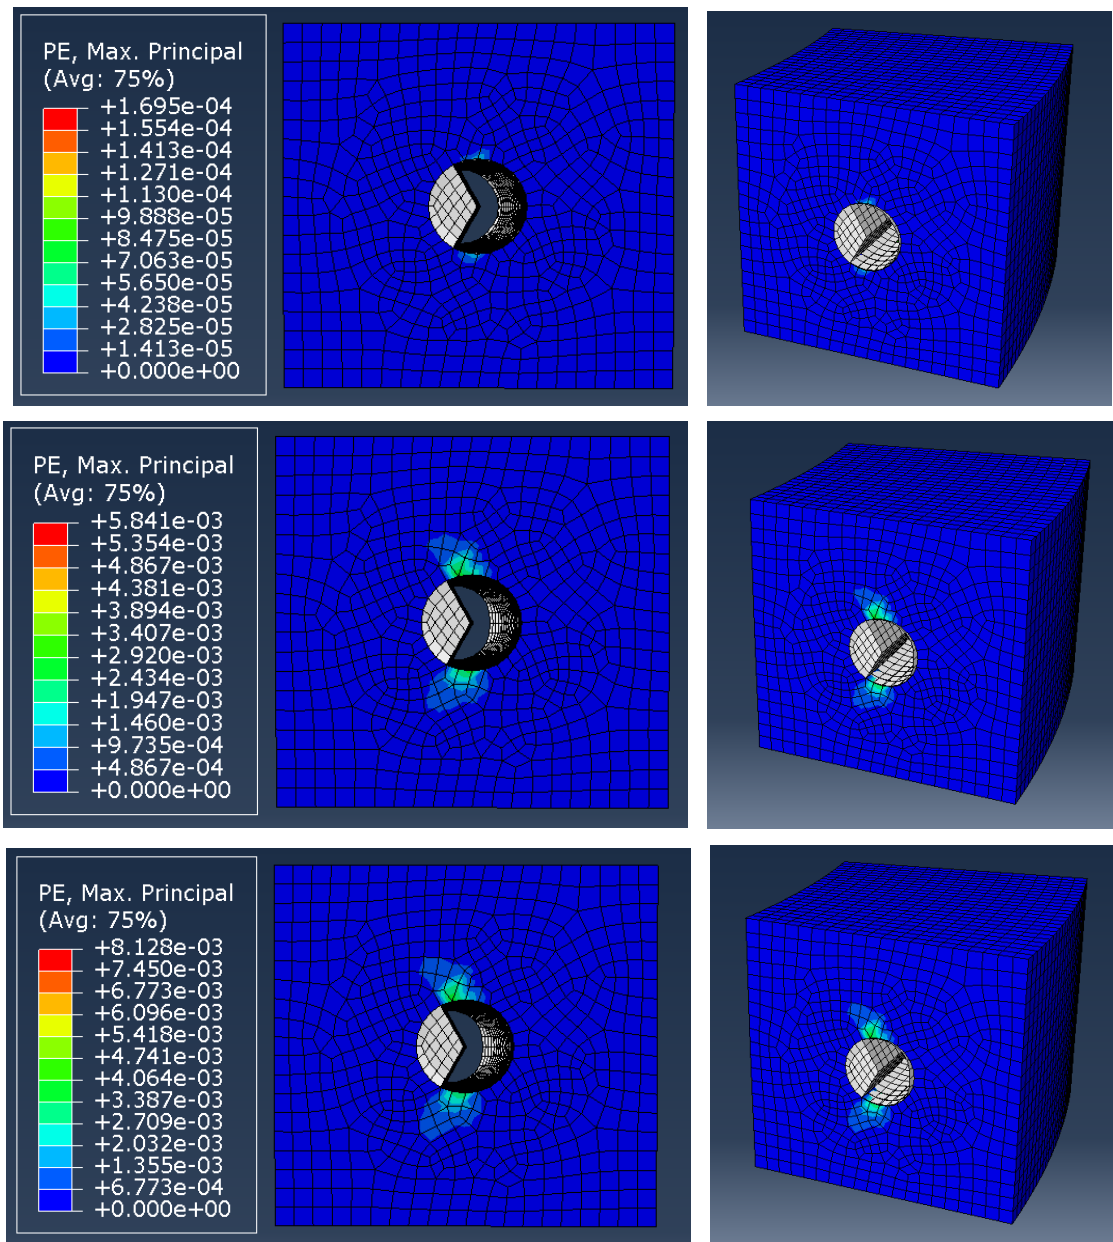 PE, Max. Principal
(Avg: 75%)
+1.695e-04
+1.554e-04
+1.413e-04
+1.271e-04
+1.130e-04
+9.888e-05
+8.475e-05
+7.063e-05
+5.650e-05
+4.238e-05
+2.825e-05
+1.413e-05
+0.000e+00
PE, Max. Principal
(Avg: 75%)
+5.841e-03
+5.354e-03
+4.867e-03
+4.381e-03
+3.894e-03
+3.407e-03
+2.920e-03
+2.434e-03
+1.947e-03
+1.460e-03
+9.735e-04
+4.867e-04
+0.000e+00
PE, Max. Principal
(Avg: 75%)
+8.128e-03
+7.450e-03
+6.773e-03
+6.096e-03
+5.418e-03
+4.741e-03
+4.064e-03
+3.387e-03
+2.709e-03
+2.032e-03
+1.355e-03
+6.773e-04
+0.000e+00